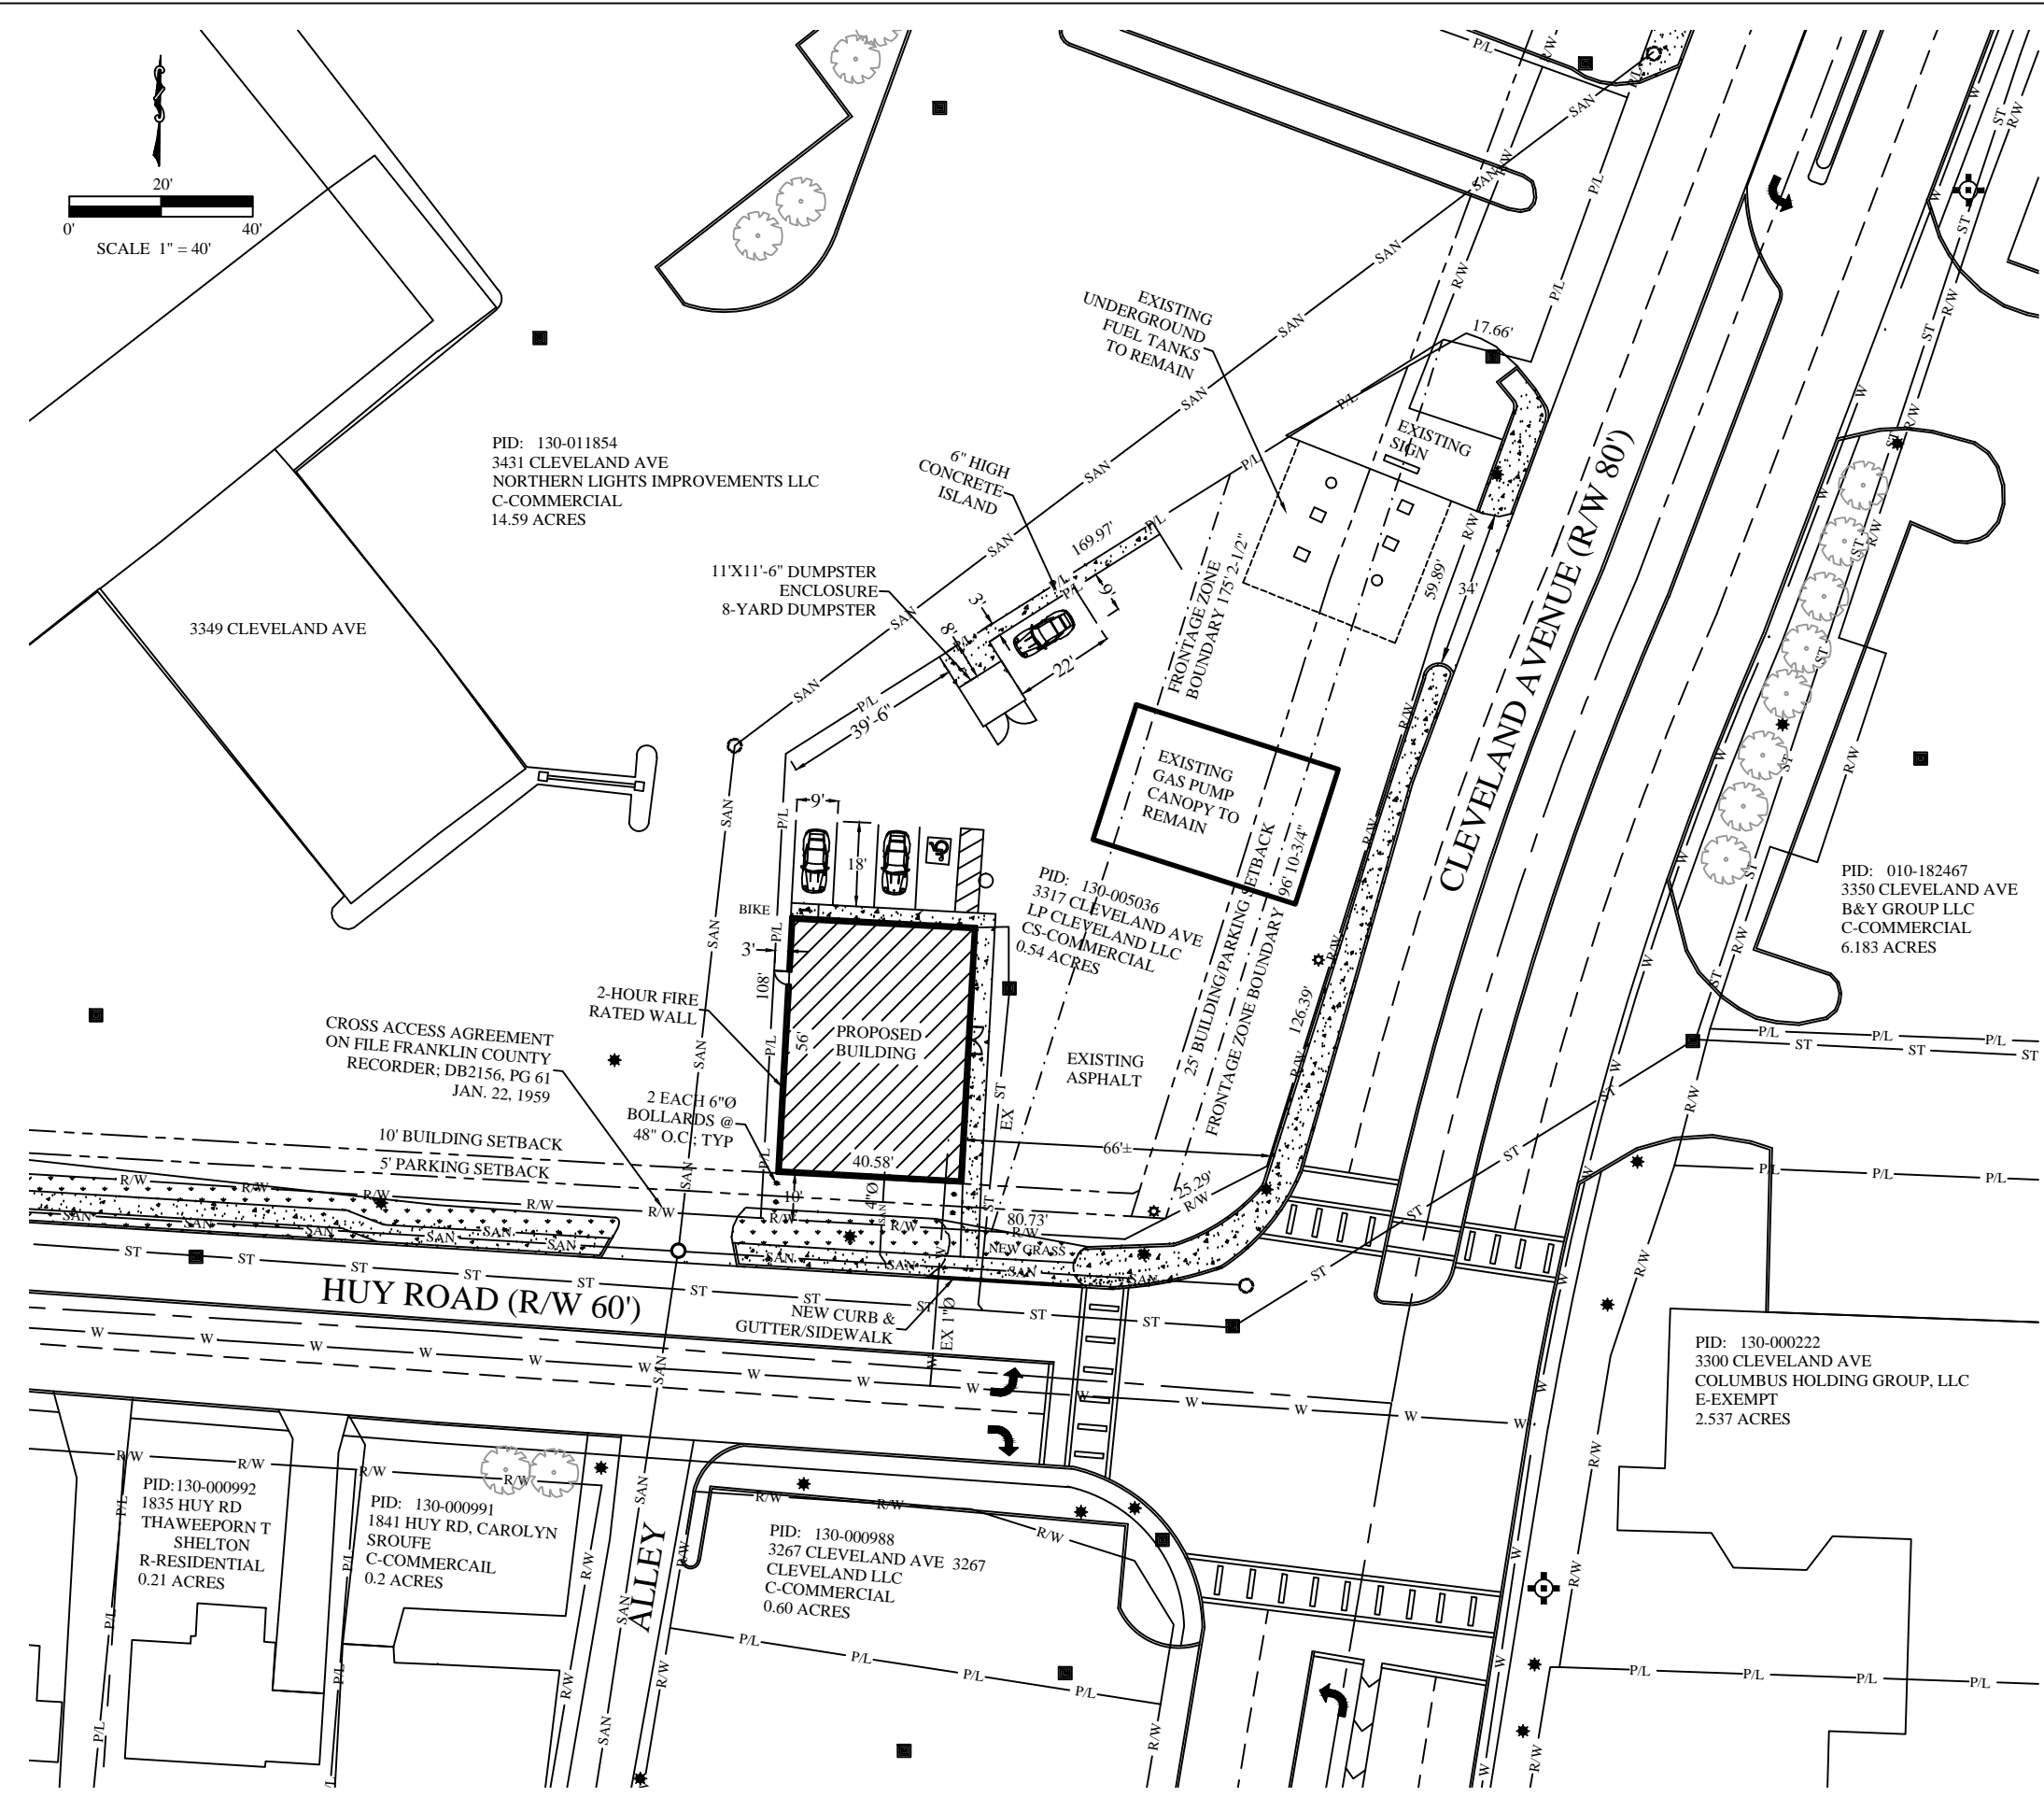 20'
0'
40'
SCALE 1" = 40'
P/L
R/W
SAN
W
ST
EXISTING
UNDERGROUND
FUEL TANKS
TO REMAIN
17.66'
EXISTING
SIGN
PID: 130-011854
3431 CLEVELAND AVE
NORTHERN LIGHTS IMPROVEMENTS LLC
C-COMMERCIAL
14.59 ACRES
6" HIGH
CONCRETE
ISLAND
169.97'
11'X11'-6" DUMPSTER
ENCLOSURE
8-YARD DUMPSTER
3'
8'
9'
22'
39'-6"
FRONTAGE ZONE
BOUNDARY 175' 2-1/2"
59.89'
34'
CLEVELAND AVENUE (R/W 80')
3349 CLEVELAND AVE
EXISTING
GAS PUMP
CANOPY TO
REMAIN
9'
18'
BIKE
3'
108'
PID: 130-005036
3317 CLEVELAND AVE
LP CLEVELAND LLC
CS-COMMERCIAL
0.54 ACRES
25' BUILDING/PARKING SETBACK
FRONTAGE ZONE BOUNDARY 96' 10-3/4"
126.39'
PID: 010-182467
3350 CLEVELAND AVE
B&Y GROUP LLC
C-COMMERCIAL
6.183 ACRES
2-HOUR FIRE
RATED WALL
56'
PROPOSED
BUILDING
EXISTING
ASPHALT
CROSS ACCESS AGREEMENT
ON FILE FRANKLIN COUNTY
RECORDER; DB2156, PG 61
JAN. 22, 1959
2 EACH 6"Ø
BOLLARDS @
48" O.C.; TYP
EX
ST
66'±
10' BUILDING SETBACK
5' PARKING SETBACK
40.58'
10'
4"Ø
SAN
25.29'
R/W
80.73'
R/W
NEW GRASS
HUY ROAD (R/W 60')
NEW CURB &
GUTTER/SIDEWALK
EX 1"Ø
W
PID: 130-000222
3300 CLEVELAND AVE
COLUMBUS HOLDING GROUP, LLC
E-EXEMPT
2.537 ACRES
PID:130-000992
1835 HUY RD
THAWEEPORN T
SHELTON
R-RESIDENTIAL
0.21 ACRES
PID: 130-000991
1841 HUY RD, CAROLYN
SROUFE
C-COMMERCAIL
0.2 ACRES
ALLEY
PID: 130-000988
3267 CLEVELAND AVE 3267
CLEVELAND LLC
C-COMMERCIAL
0.60 ACRES